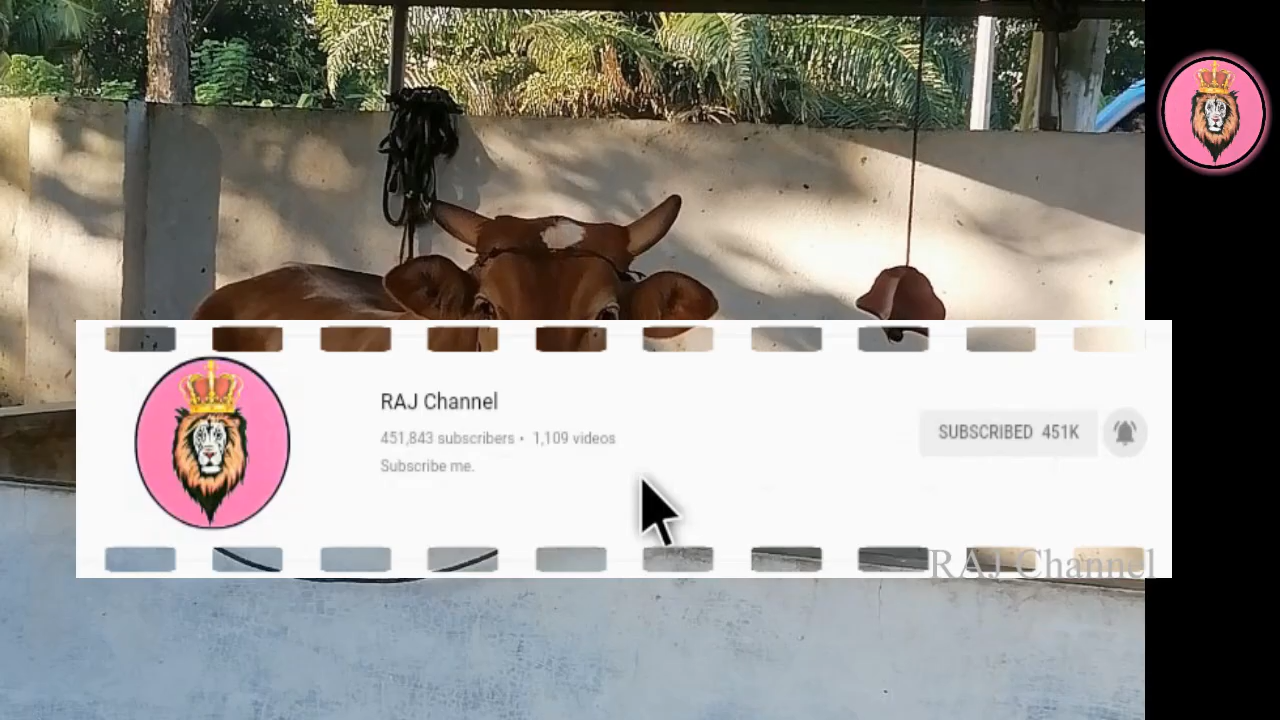 RAJ Channel
451,843 subscribers • 1,109 videos
Subscribe me.
SUBSCRIBED 451K
RAJ Channel